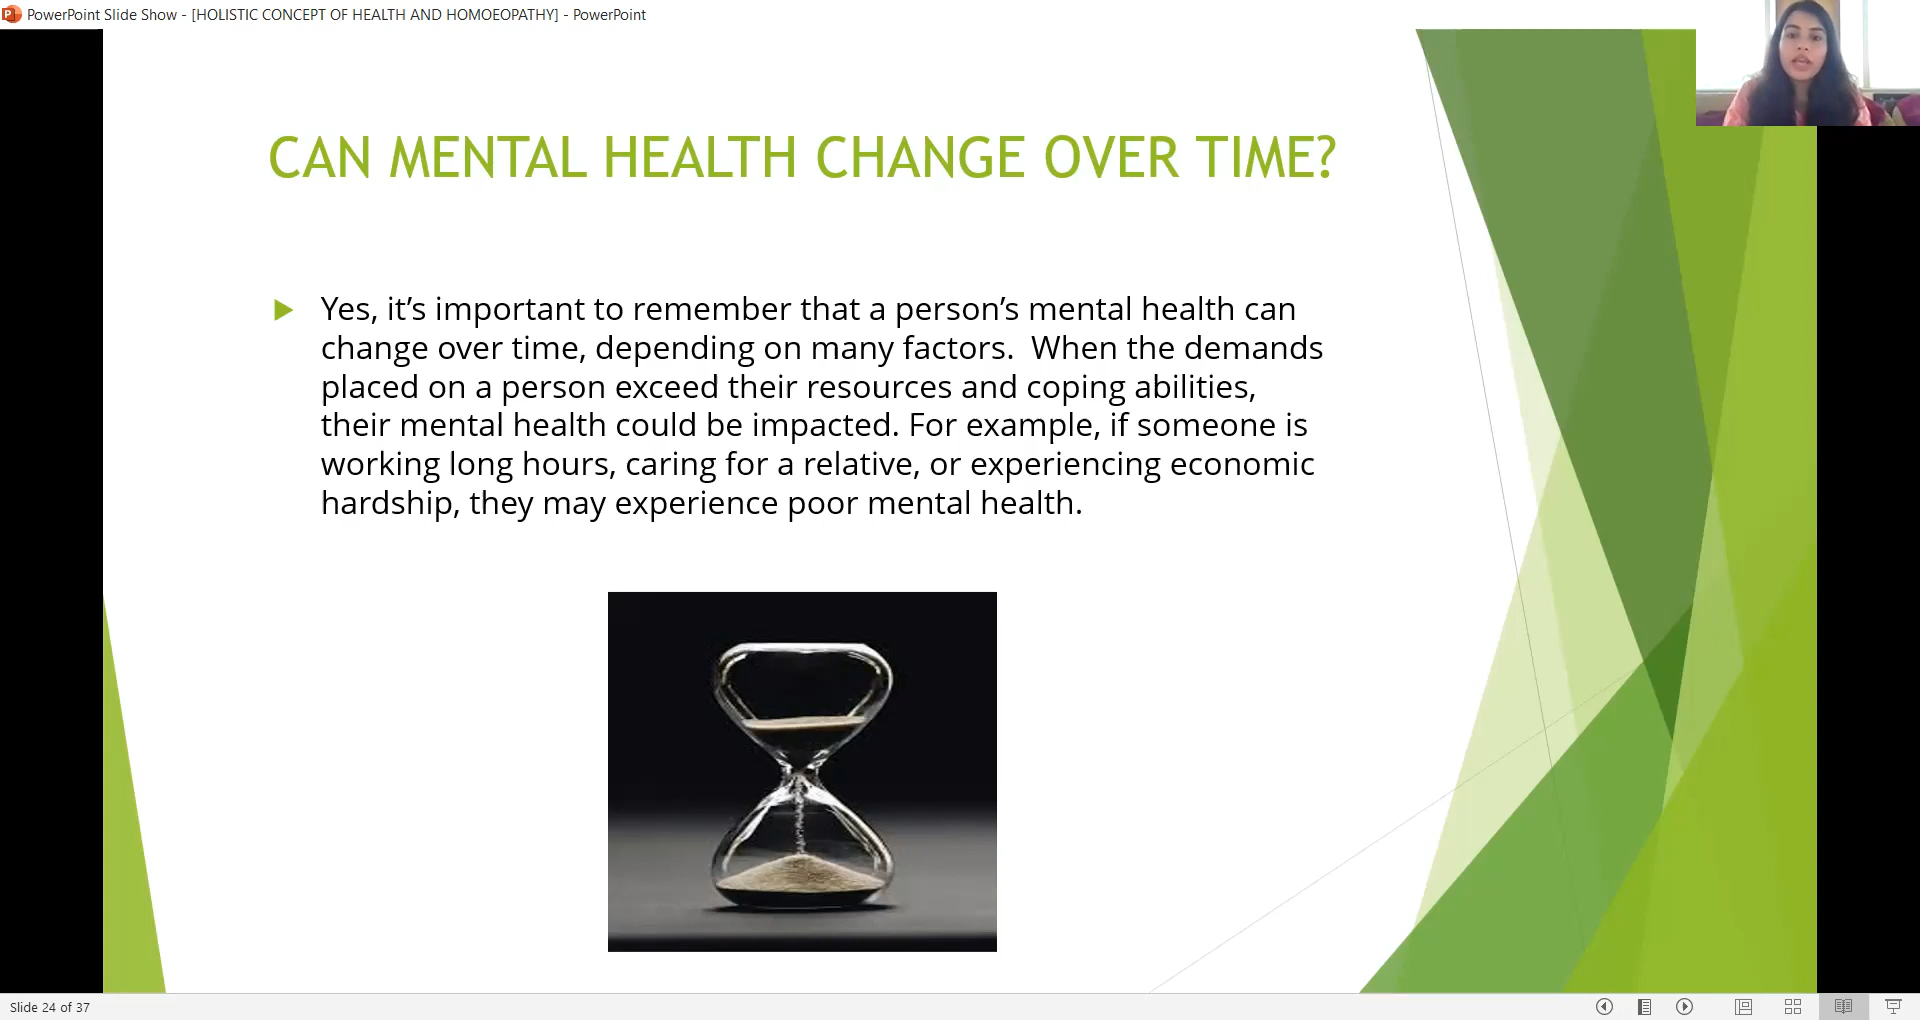 PowerPoint Slide Show - [HOLISTIC CONCEPT OF HEALTH AND HOMOEOPATHY] - PowerPoint
CAN MENTAL HEALTH CHANGE OVER TIME?
Yes, it’s important to remember that a person’s mental health can
change over time, depending on many factors.  When the demands
placed on a person exceed their resources and coping abilities,
their mental health could be impacted. For example, if someone is
working long hours, caring for a relative, or experiencing economic
hardship, they may experience poor mental health.
Slide 24 of 37